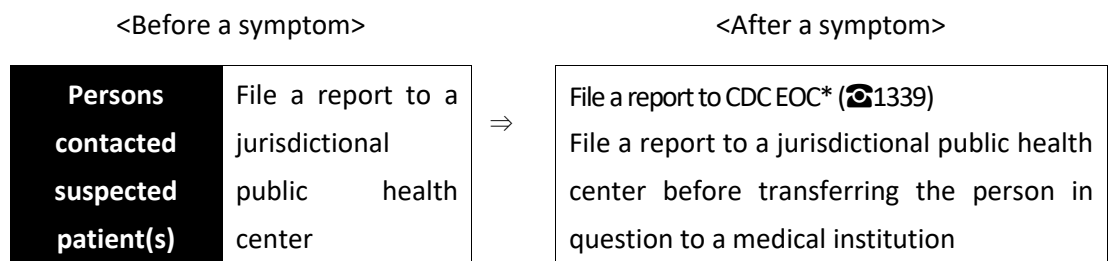 <Before a symptom>
<After a symptom>
Persons
contacted
suspected
patient(s)
File a report to a
jurisdictional
public health
center
⇒
File a report to CDC EOC* (☎1339)
File a report to a jurisdictional public health
center before transferring the person in
question to a medical institution